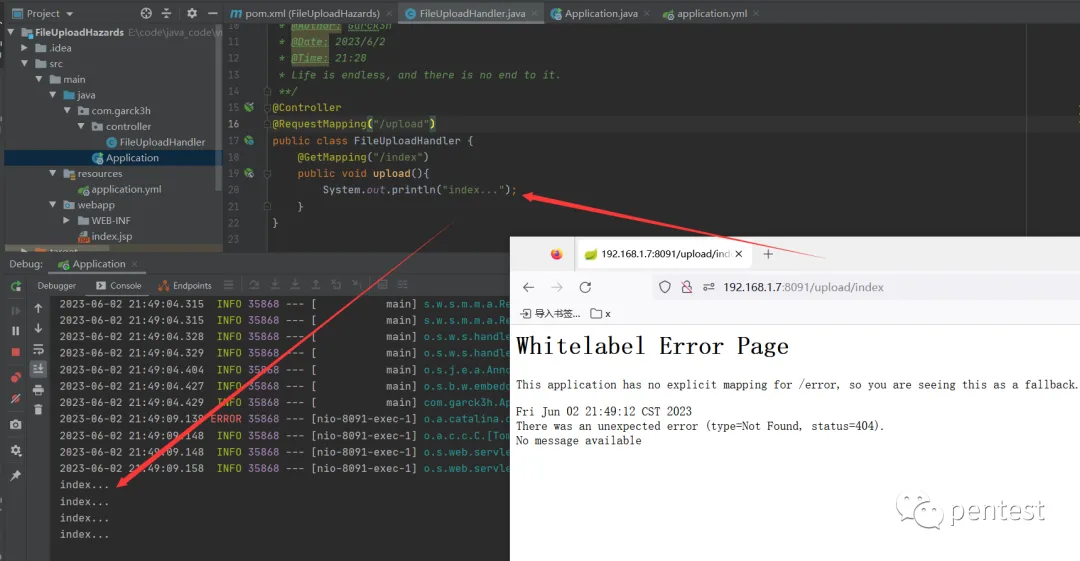 Project
pom.xml (FileUploadHazards)
FileUploadHandler.java
Application.java
application.yml
FileUploadHazards E:\code\java_code\
.idea
src
main
java
com.garck3h
controller
FileUploadHandler
Application
resources
application.yml
webapp
WEB-INF
index.jsp
target
10 * @Author: Garck3h
11 * @Date: 2023/6/2
12 * @Time: 21:28
13 * Life is endless, and there is no end to it.
14 **/
15 @Controller
16 @RequestMapping("/upload")
17 public class FileUploadHandler {
18 @GetMapping("/index")
19 public void upload(){
20 System.out.println("index...");
21 }
22 }
23
Debug: Application
Debugger Console Endpoints
2023-06-02 21:49:04.315 INFO 35868 --- [ main] s.w.s.m.m.a.Re
2023-06-02 21:49:04.315 INFO 35868 --- [ main] s.w.s.m.m.a.Re
2023-06-02 21:49:04.328 INFO 35868 --- [ main] o.s.w.s.handle
2023-06-02 21:49:04.329 INFO 35868 --- [ main] o.s.w.s.handle
2023-06-02 21:49:04.404 INFO 35868 --- [ main] o.s.j.e.a.Anno
2023-06-02 21:49:04.427 INFO 35868 --- [ main] o.s.b.w.embedd
2023-06-02 21:49:04.429 INFO 35868 --- [ main] com.garck3h.Ap
2023-06-02 21:49:09.139 ERROR 35868 --- [nio-8091-exec-1] o.a.catalina.c
2023-06-02 21:49:09.148 INFO 35868 --- [nio-8091-exec-1] o.a.c.c.C.[Tom
2023-06-02 21:49:09.148 INFO 35868 --- [nio-8091-exec-1] o.s.web.servle
2023-06-02 21:49:09.158 INFO 35868 --- [nio-8091-exec-1] o.s.web.servle
index...
index...
index...
index...
192.168.1.7:8091/upload/ind
192.168.1.7:8091/upload/index
导入书签... x
Whitelabel Error Page
This application has no explicit mapping for /error, so you are seeing this as a fallback.
Fri Jun 02 21:49:12 CST 2023
There was an unexpected error (type=Not Found, status=404).
No message available
pentest